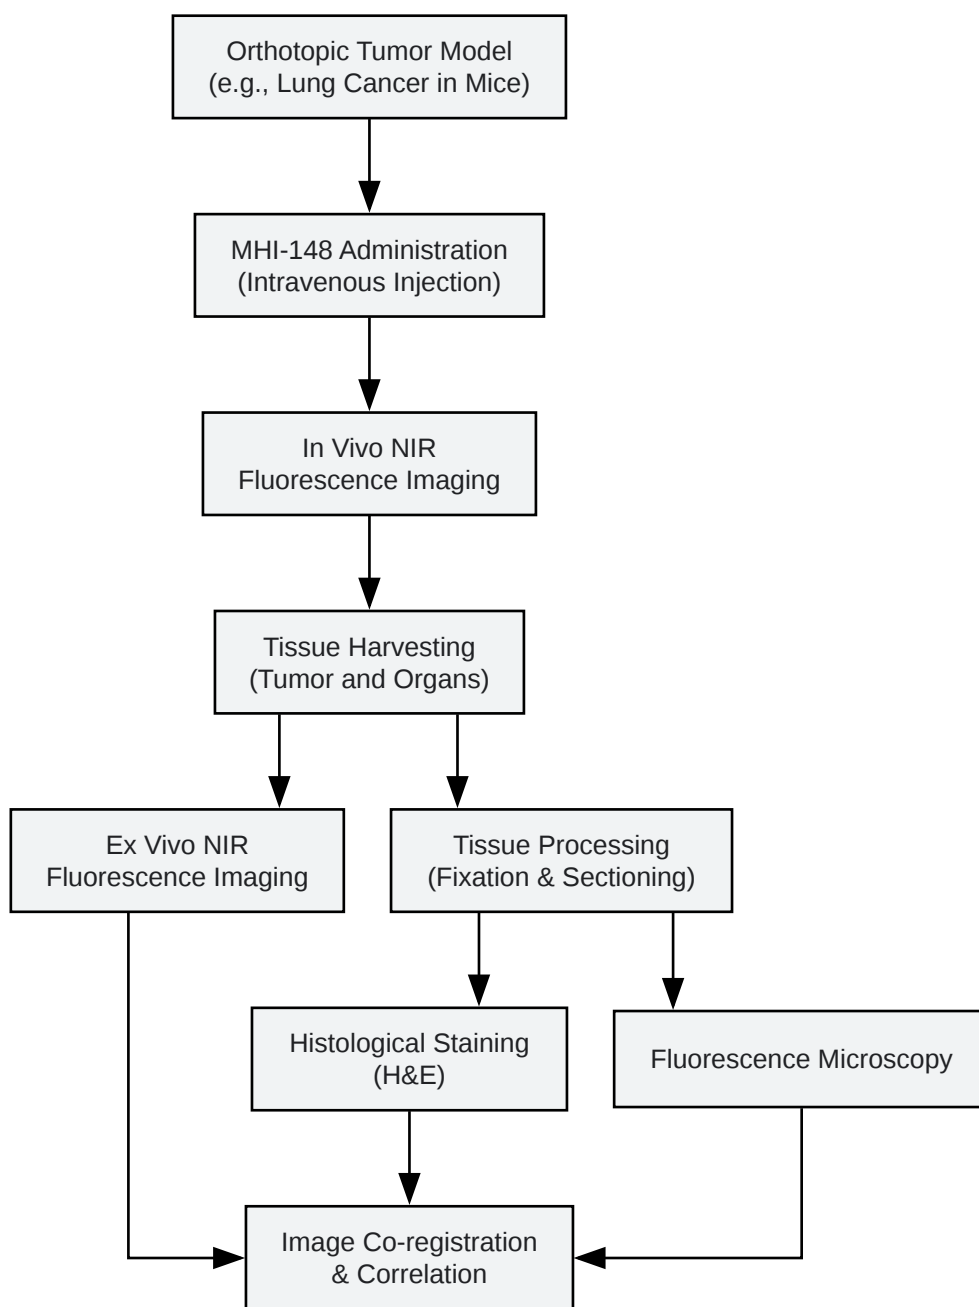 Orthotopic Tumor Model
(e.g., Lung Cancer in Mice)
MHI-148 Administration
(Intravenous Injection)
In Vivo NIR
Fluorescence Imaging
Tissue Harvesting
(Tumor and Organs)
Ex Vivo NIR
Fluorescence Imaging
Tissue Processing
(Fixation & Sectioning)
Histological Staining
(H&E)
Fluorescence Microscopy
Image Co-registration
& Correlation